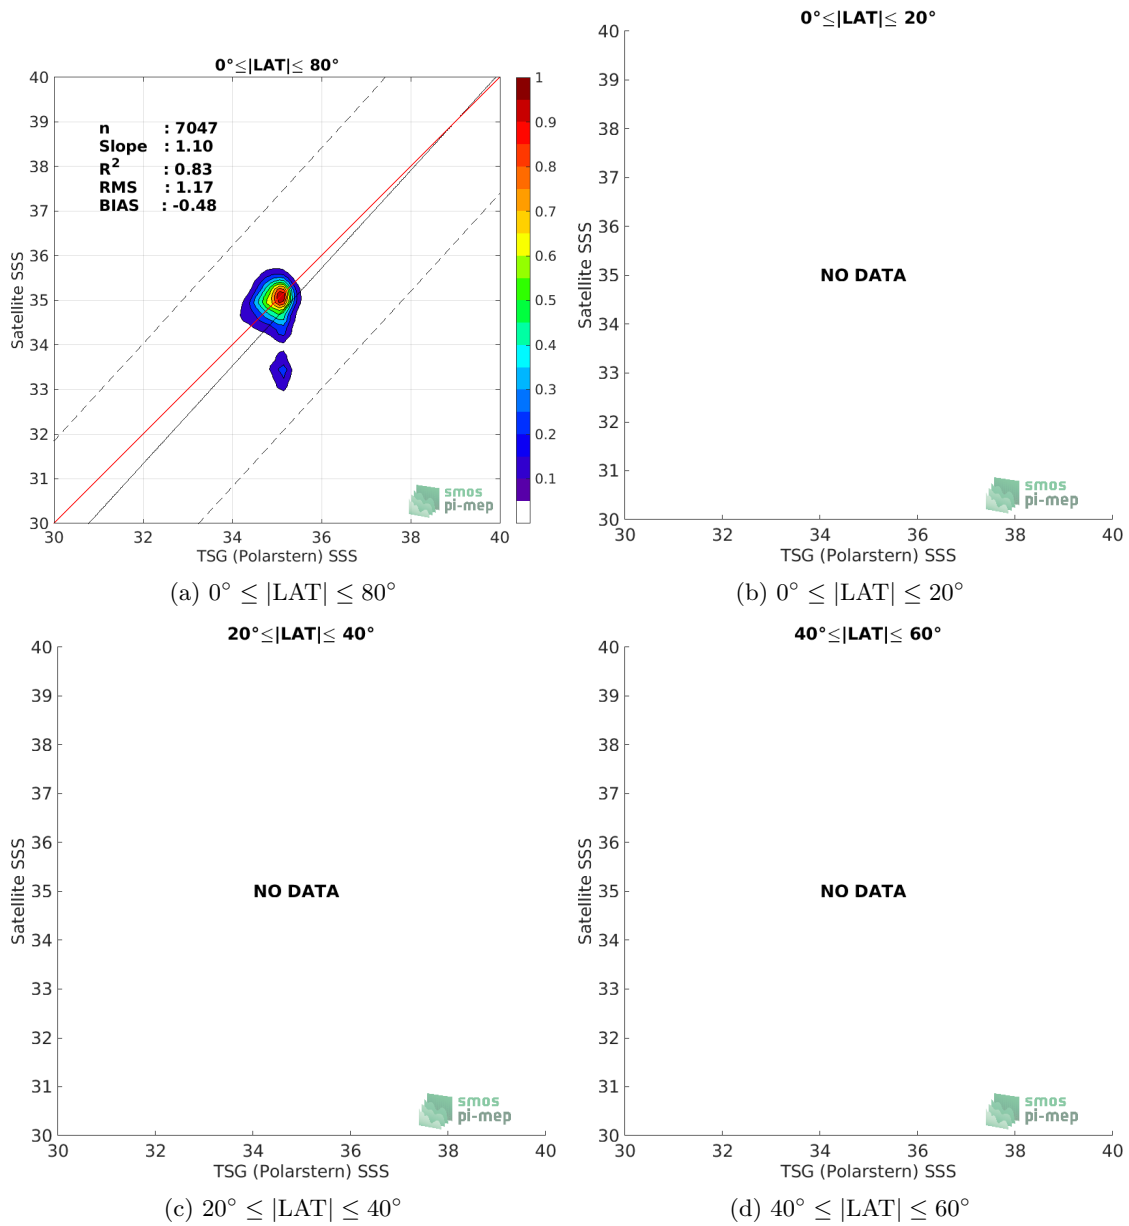 0°≤|LAT|≤ 80°
40
39
38
37
36
35
34
33
32
31
30
Satellite SSS
n : 7047
Slope : 1.10
R2 : 0.83
RMS : 1.17
BIAS : -0.48
1
0.9
0.8
0.7
0.6
0.5
0.4
0.3
0.2
0.1
smos
pi-mep
30 32 34 36 38 40
TSG (Polarstern) SSS
(a) 0° ≤ |LAT| ≤ 80°
0°≤|LAT|≤ 20°
40
39
38
37
36
35
34
33
32
31
30
Satellite SSS
NO DATA
smos
pi-mep
30 32 34 36 38 40
TSG (Polarstern) SSS
(b) 0° ≤ |LAT| ≤ 20°
20°≤|LAT|≤ 40°
40
39
38
37
36
35
34
33
32
31
30
Satellite SSS
NO DATA
smos
pi-mep
30 32 34 36 38 40
TSG (Polarstern) SSS
(c) 20° ≤ |LAT| ≤ 40°
40°≤|LAT|≤ 60°
40
39
38
37
36
35
34
33
32
31
30
Satellite SSS
NO DATA
smos
pi-mep
30 32 34 36 38 40
TSG (Polarstern) SSS
(d) 40° ≤ |LAT| ≤ 60°